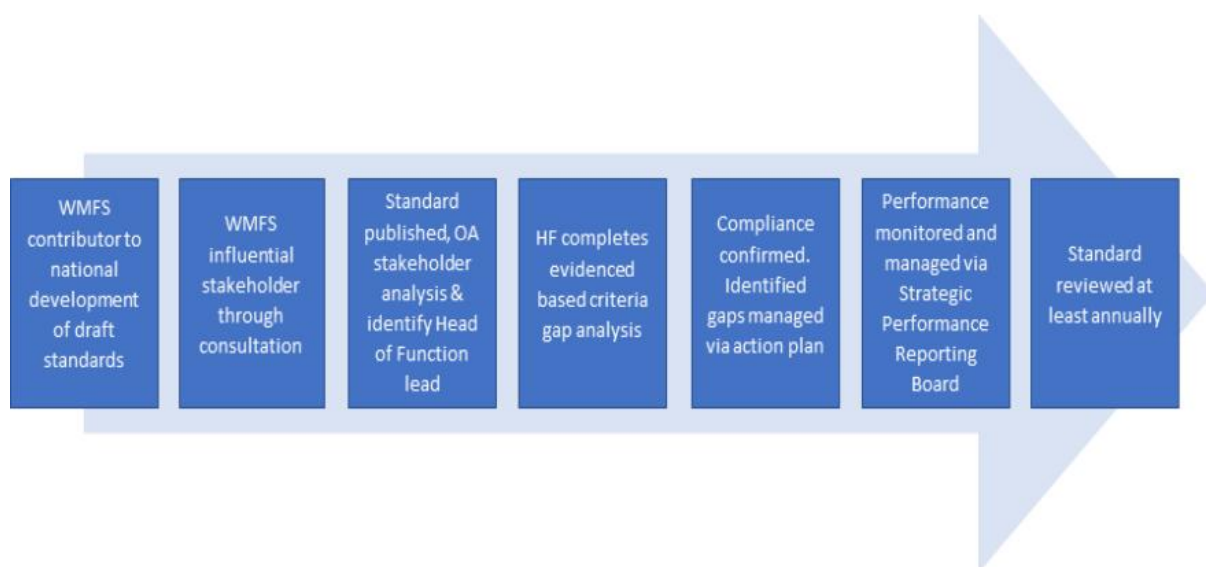 WMFS
contributor to
national
development
of draft
standards
WMFS
influential
stakeholder
through
consultation
Standard
published, OA
stakeholder
analysis &
identify Head
of Function
lead
HF completes
evidenced
based criteria
gap analysis
Compliance
confirmed.
Identified
gaps managed
via action plan
Performance
monitored and
managed via
Strategic
Performance
Reporting
Board
Standard
reviewed at
least annually